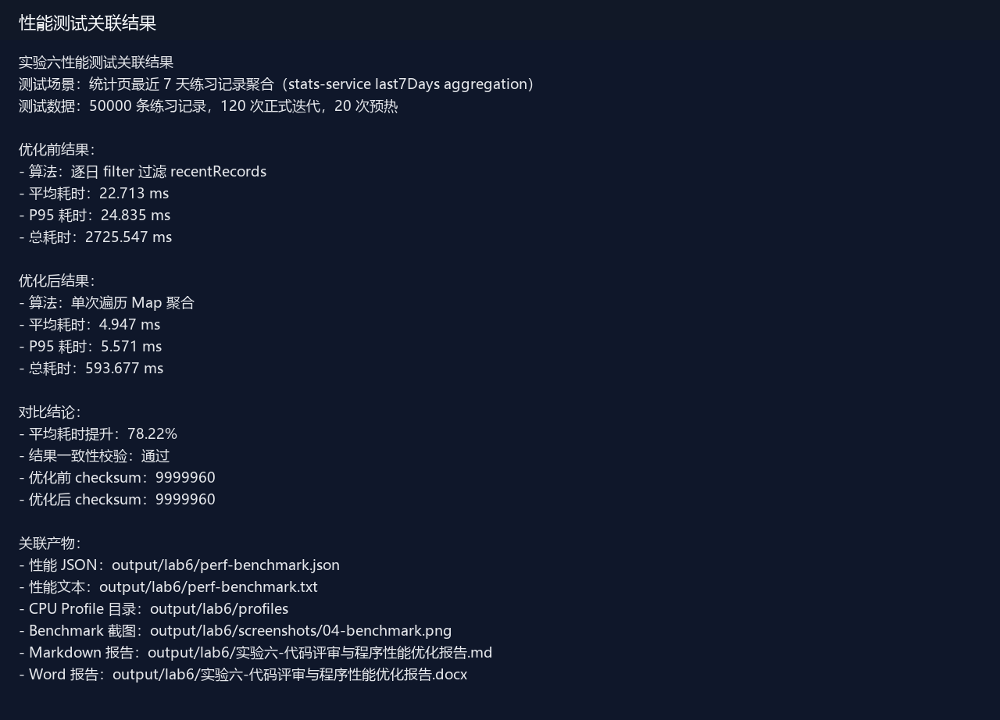 性能测试关联结果
实验六性能测试关联结果
测试场景：统计页最近 7 天练习记录聚合（stats-service last7Days aggregation）
测试数据：50000 条练习记录，120 次正式迭代，20 次预热
优化前结果：
- 算法：逐日 filter 过滤 recentRecords
- 平均耗时：22.713 ms
- P95 耗时：24.835 ms
- 总耗时：2725.547 ms
优化后结果：
- 算法：单次遍历 Map 聚合
- 平均耗时：4.947 ms
- P95 耗时：5.571 ms
- 总耗时：593.677 ms
对比结论：
- 平均耗时提升：78.22%
- 结果一致性校验：通过
- 优化前 checksum：9999960
- 优化后 checksum：9999960
关联产物：
- 性能 JSON：output/lab6/perf-benchmark.json
- 性能文本：output/lab6/perf-benchmark.txt
- CPU Profile 目录：output/lab6/profiles
- Benchmark 截图：output/lab6/screenshots/04-benchmark.png
- Markdown 报告：output/lab6/实验六-代码评审与程序性能优化报告.md
- Word 报告：output/lab6/实验六-代码评审与程序性能优化报告.docx